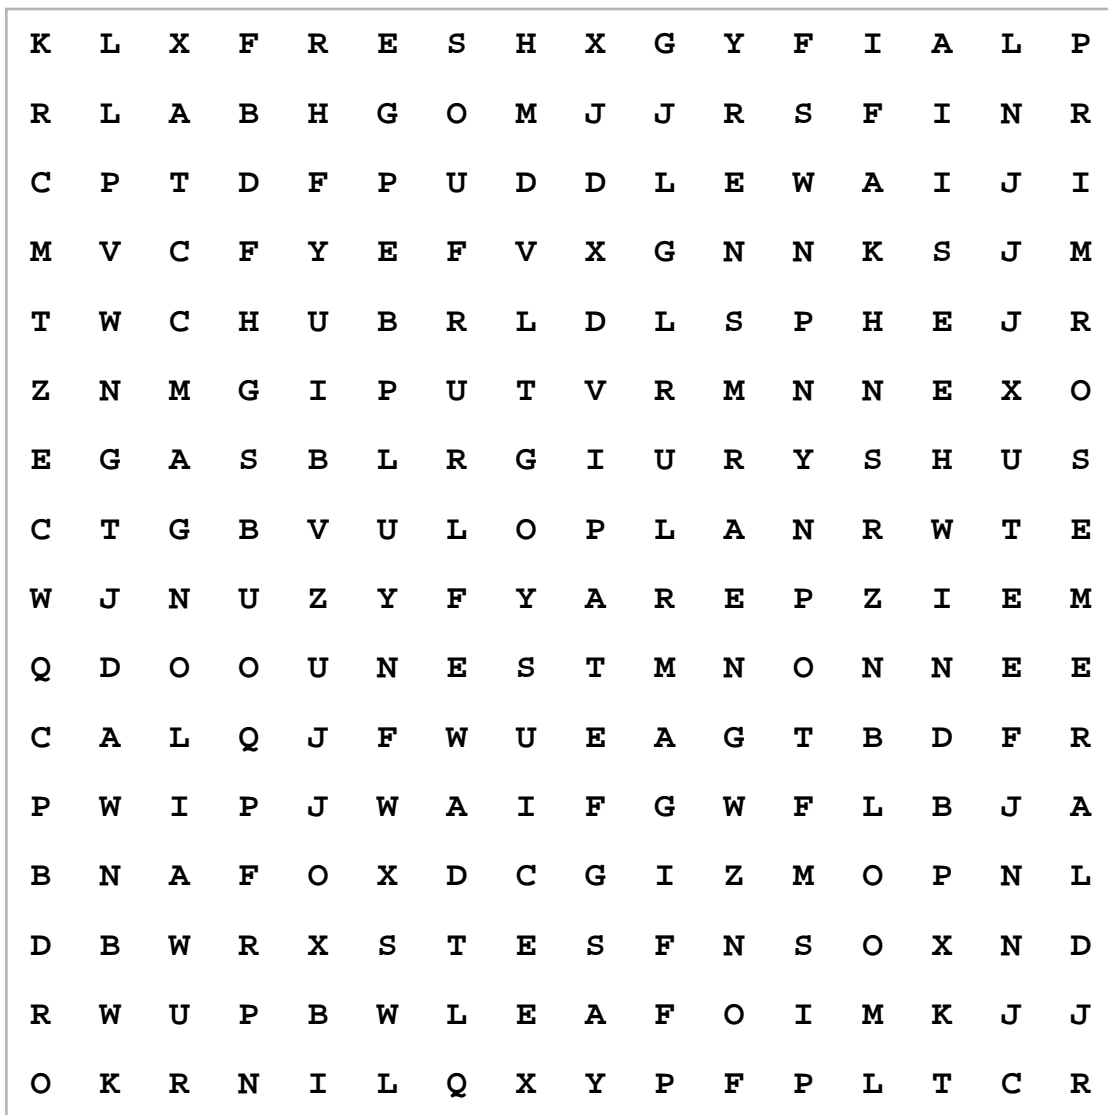 K L X F R E S H X G Y F I A L P
R L A B H G O M J J R S F I N R
C P T D F P U D D L E W A I J I
M V C F Y E F V X G N N K S J M
T W C H U B R L D L S P H E J R
Z N M G I P U T V R M N N E X O
E G A S B L R G I U R Y S H U S
C T G B V U L O P L A N R W T E
W J N U Z Y F Y A R E P Z I E M
Q D O O U N E S T M N O N N E E
C A L Q J F W U E A G T B D F R
P W I P J W A I F G W F L B J A
B N A F O X D C G I Z M O P N L
D B W R X S T E S F N S O X N D
R W U P B W L E A F O I M K J J
O K R N I L Q X Y P F P L T C R